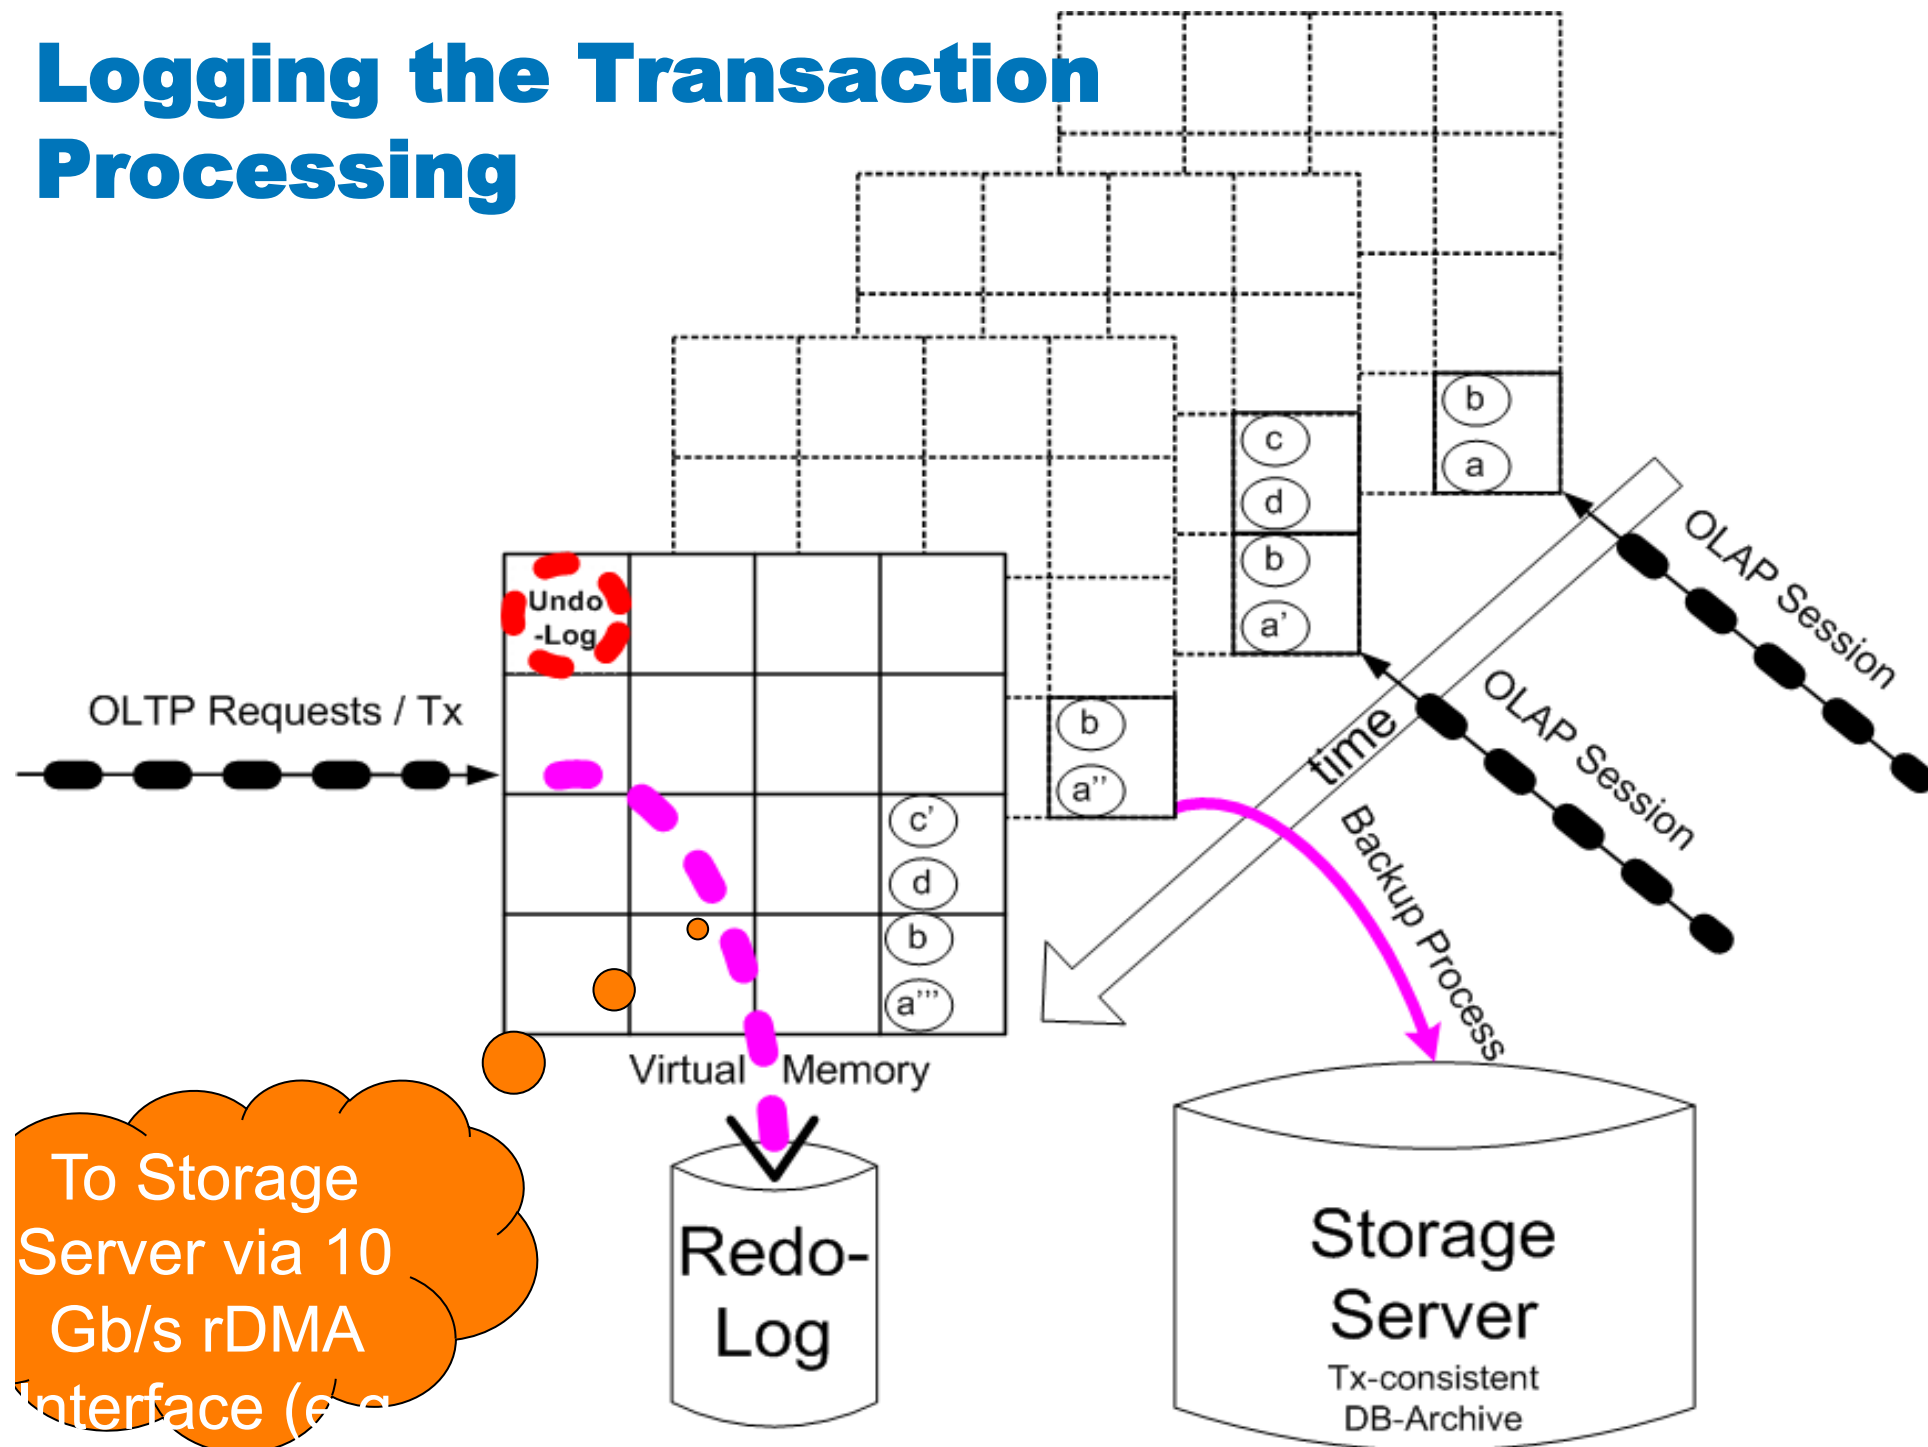 Logging the Transaction
Processing
b
a
c
d
b
a’
OLAP Session
OLAP Session
Undo
-Log
OLTP Requests / Tx
b
a’’
time
Backup Process
c’
d
b
a’’’
Virtual Memory
To Storage
Server via 10
Gb/s rDMA
Interface (e.g.
Redo-
Log
Storage
Server
Tx-consistent
DB-Archive